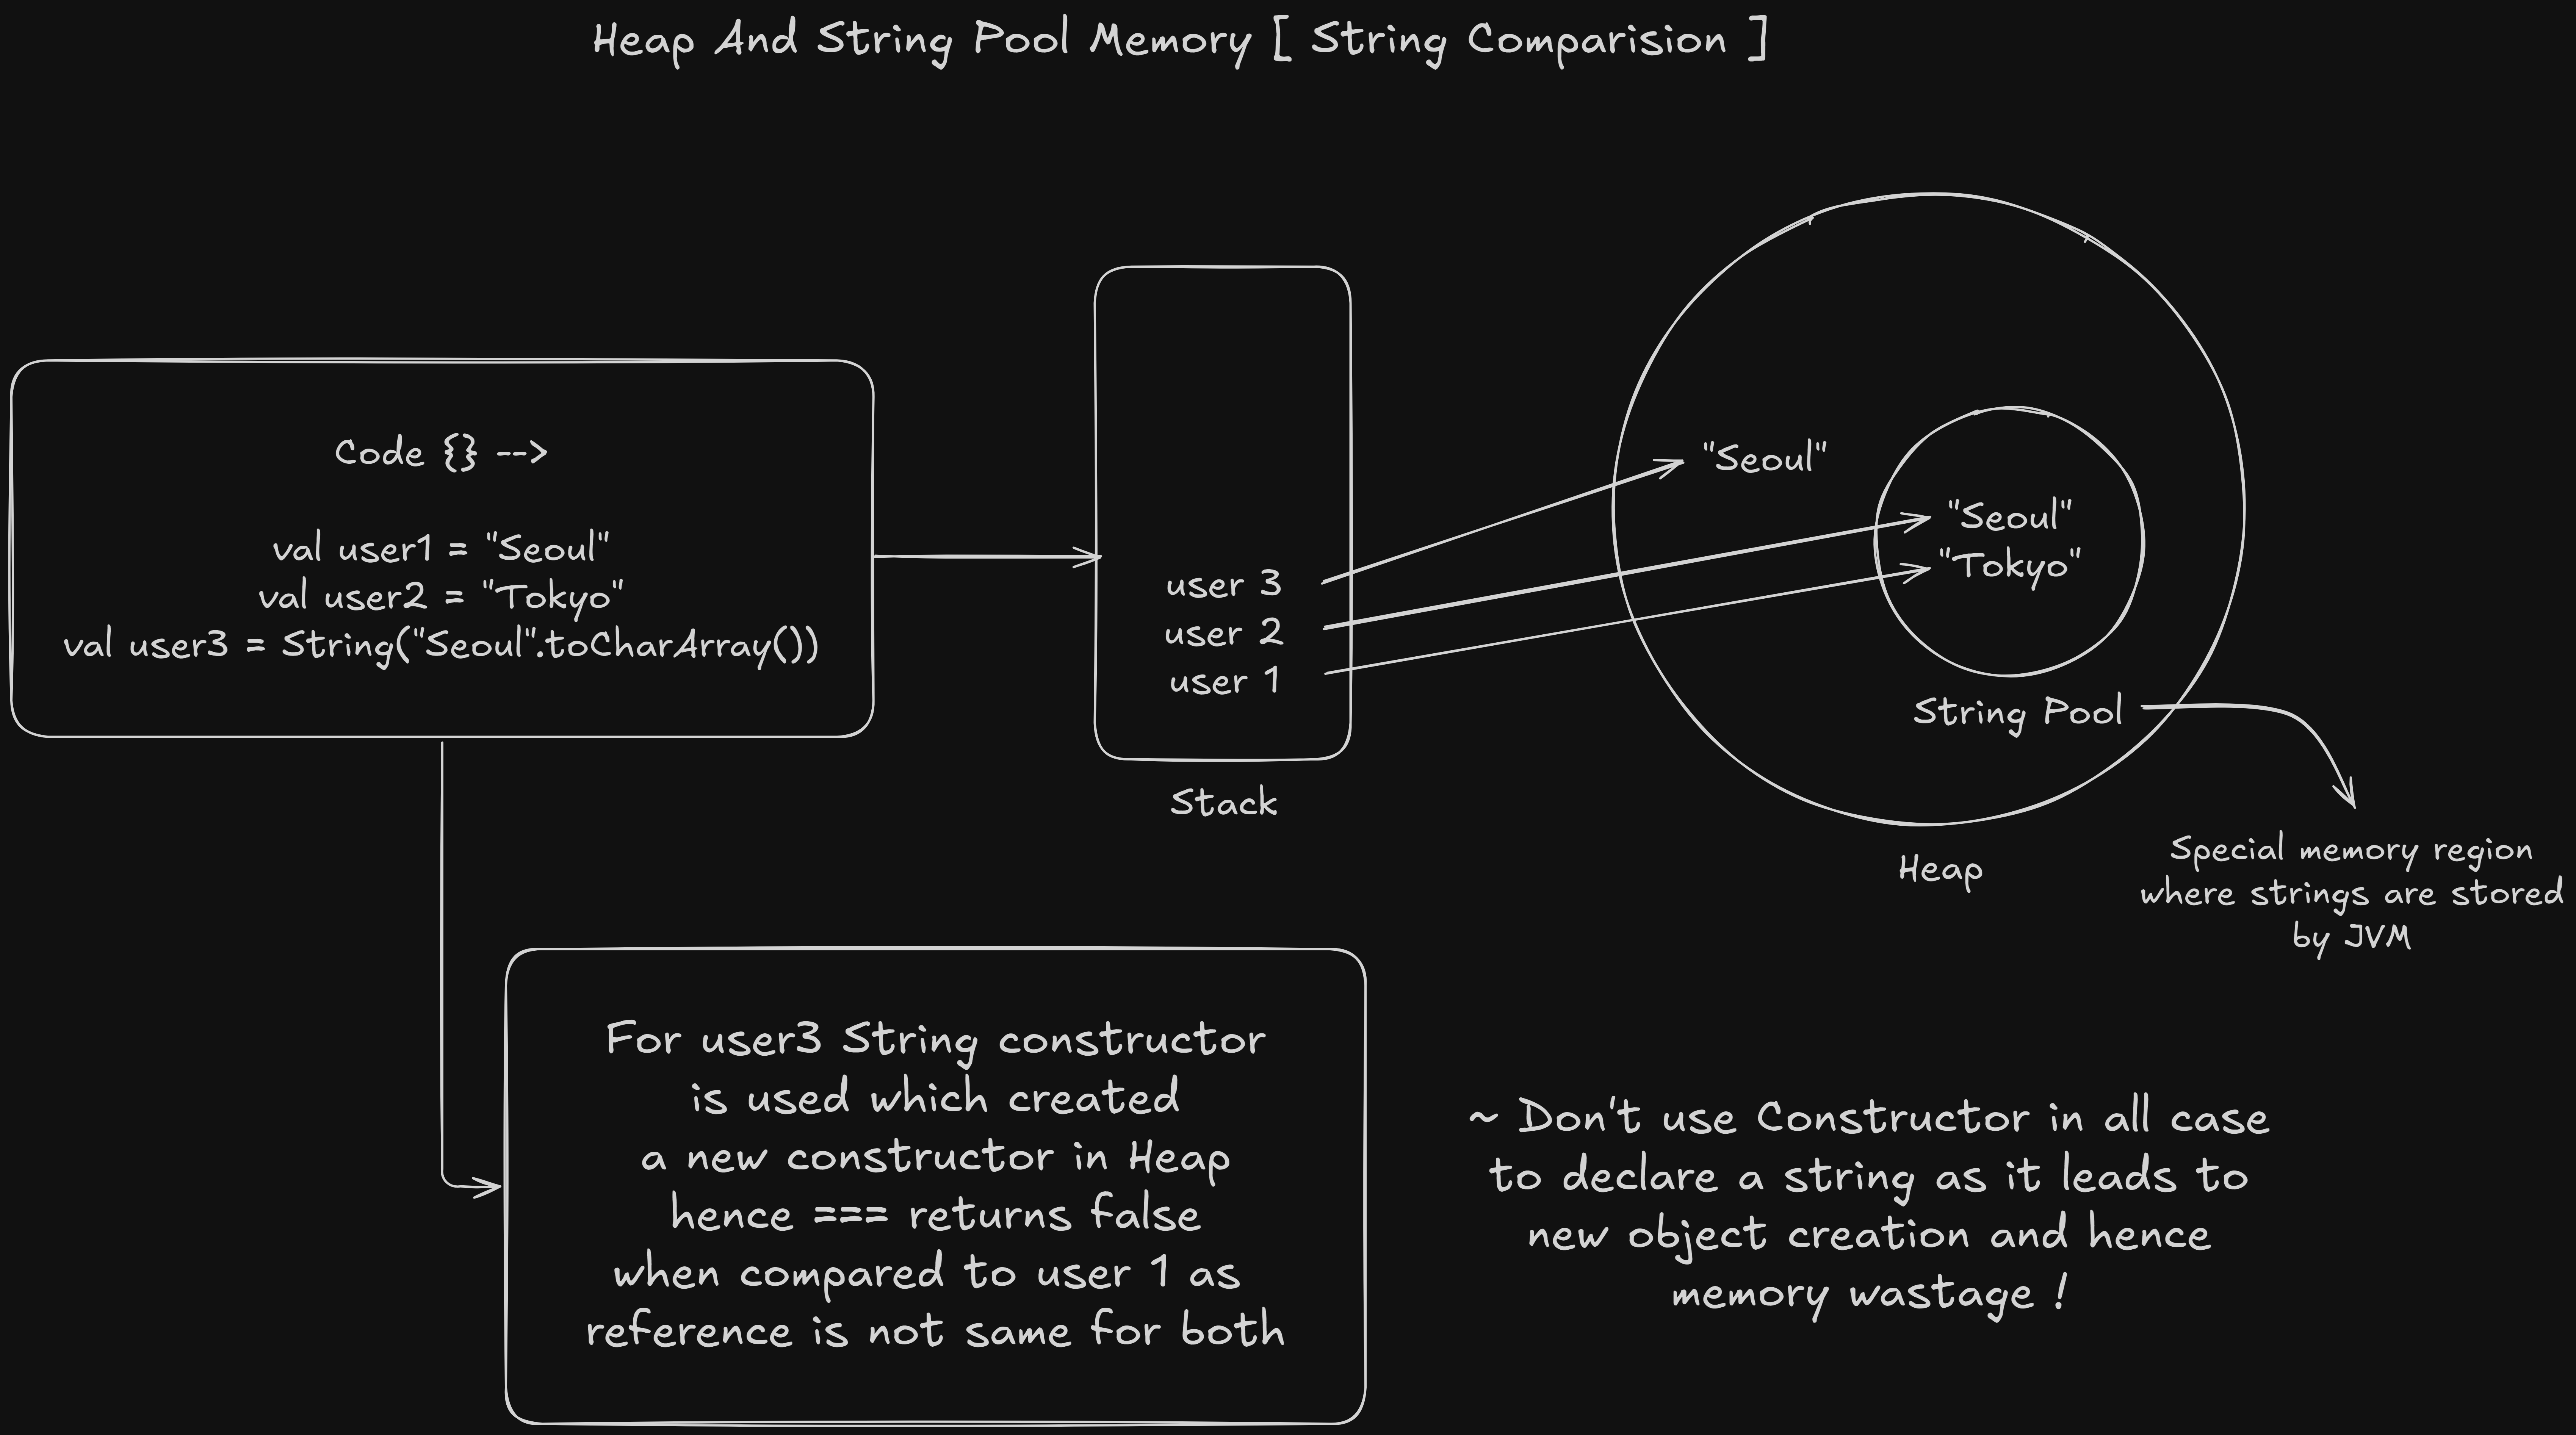 Heap And String Pool Memory [ String Comparision ]
Code {} -->
val user1 = "Seoul"
val user2 = "Tokyo"
val user3 = String("Seoul".toCharArray())
user 3
user 2
user 1
Stack
"Seoul"
"Seoul"
"Tokyo"
String Pool
Heap
Special memory region
where strings are stored
by JVM
For user3 String constructor
is used which created
a new constructor in Heap
hence === returns false
when compared to user 1 as
reference is not same for both
~ Don't use Constructor in all case
to declare a string as it leads to
new object creation and hence
memory wastage !